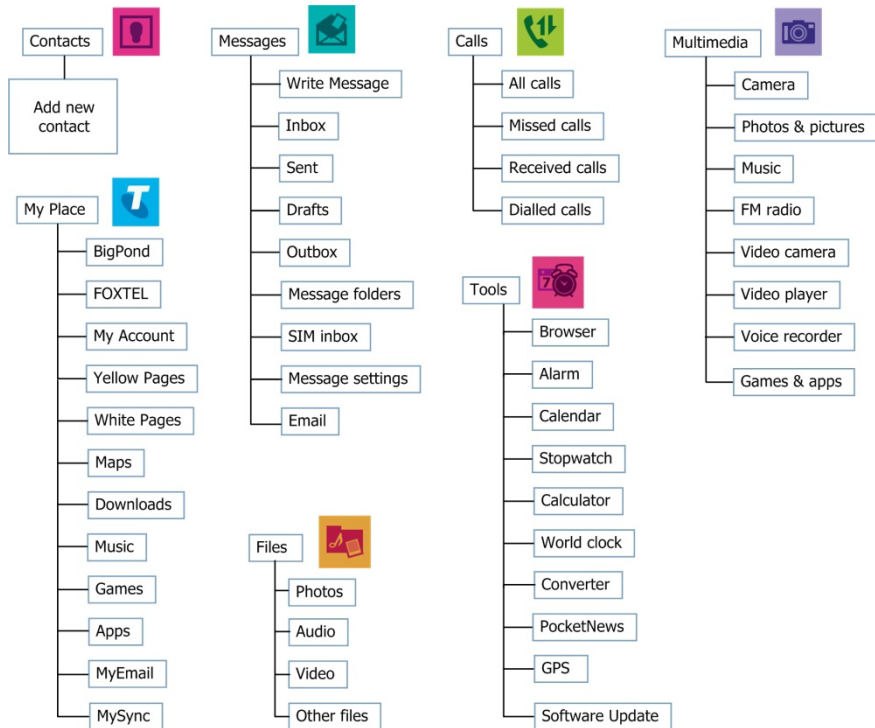 Contacts
Add new
contact
My Place
T
BigPond
FOXTEL
My Account
Yellow Pages
White Pages
Maps
Downloads
Music
Games
Apps
MyEmail
MySync
Messages
Write Message
Inbox
Sent
Drafts
Outbox
Message folders
SIM inbox
Message settings
Email
Files
Photos
Audio
Video
Other files
Calls
All calls
Missed calls
Received calls
Dialled calls
Tools
7
Browser
Alarm
Calendar
Stopwatch
Calculator
World clock
Converter
PocketNews
GPS
Software Update
Multimedia
Camera
Photos & pictures
Music
FM radio
Video camera
Video player
Voice recorder
Games & apps